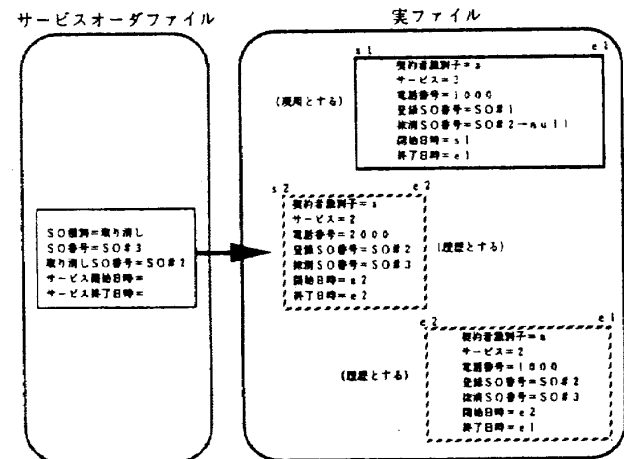 サービスオーダファイル
実ファイル
SO種別=取り消し
SO番号=SO#3
取り消しSO番号=SO#2
サービス開始日時=
サービス終了日時=
s1
e1
(現用とする)
契約者識別子=a
サービス=2
電話番号=1000
登録SO番号=SO#1
抹消SO番号=SO#2→null
開始日時=s1
終了日時=e1
s2
e2
契約者識別子=a
サービス=2
電話番号=2000
登録SO番号=SO#2
抹消SO番号=SO#3
開始日時=s2
終了日時=e2
(履歴とする)
e2
e1
(履歴とする)
契約者識別子=a
サービス=2
電話番号=1000
登録SO番号=SO#2
抹消SO番号=SO#3
開始日時=e2
終了日時=e1